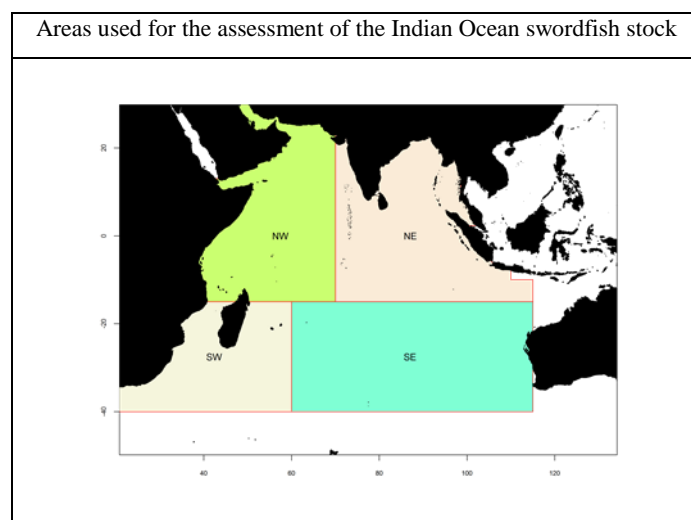 Areas used for the assessment of the Indian Ocean swordfish stock
20
NW
NE
0
-20
SW
SE
-40
40
60
80
100
120